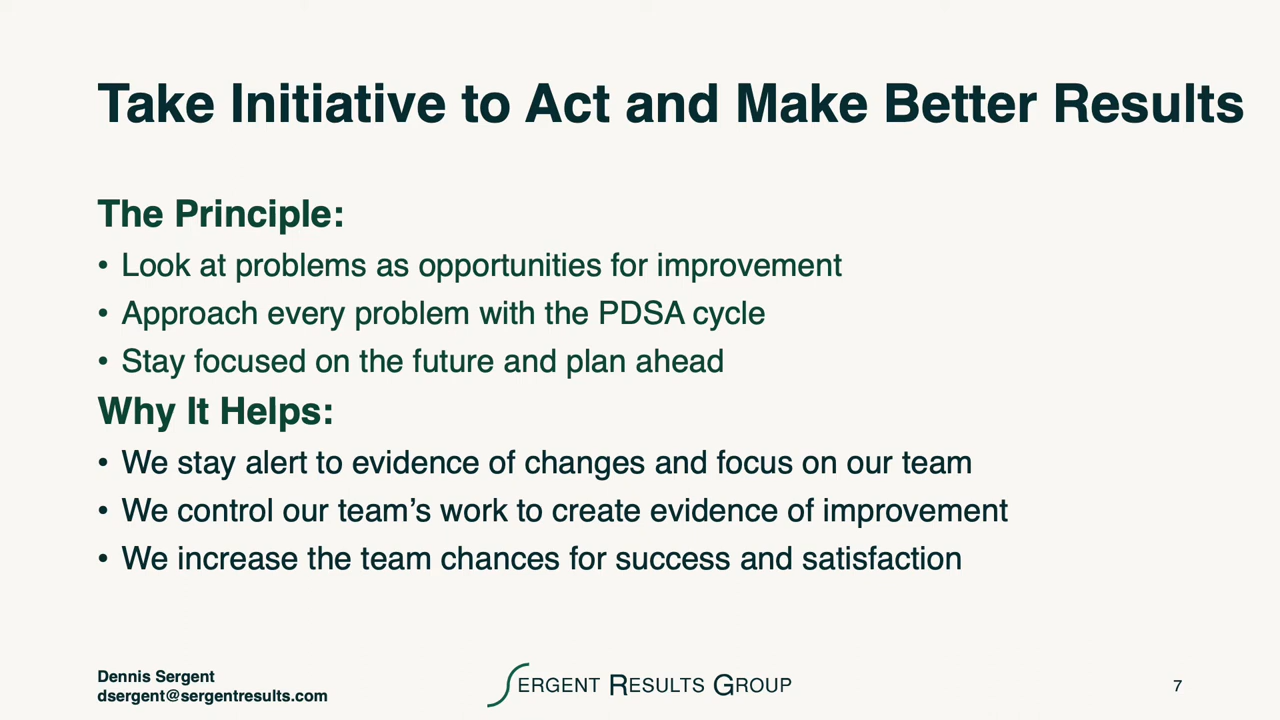 Take Initiative to Act and Make Better Results
The Principle:
• Look at problems as opportunities for improvement
• Approach every problem with the PDSA cycle
• Stay focused on the future and plan ahead
Why It Helps:
• We stay alert to evidence of changes and focus on our team
• We control our team’s work to create evidence of improvement
• We increase the team chances for success and satisfaction
Dennis Sergent
dsergent@sergentresults.com
SERGENT RESULTS GROUP
7